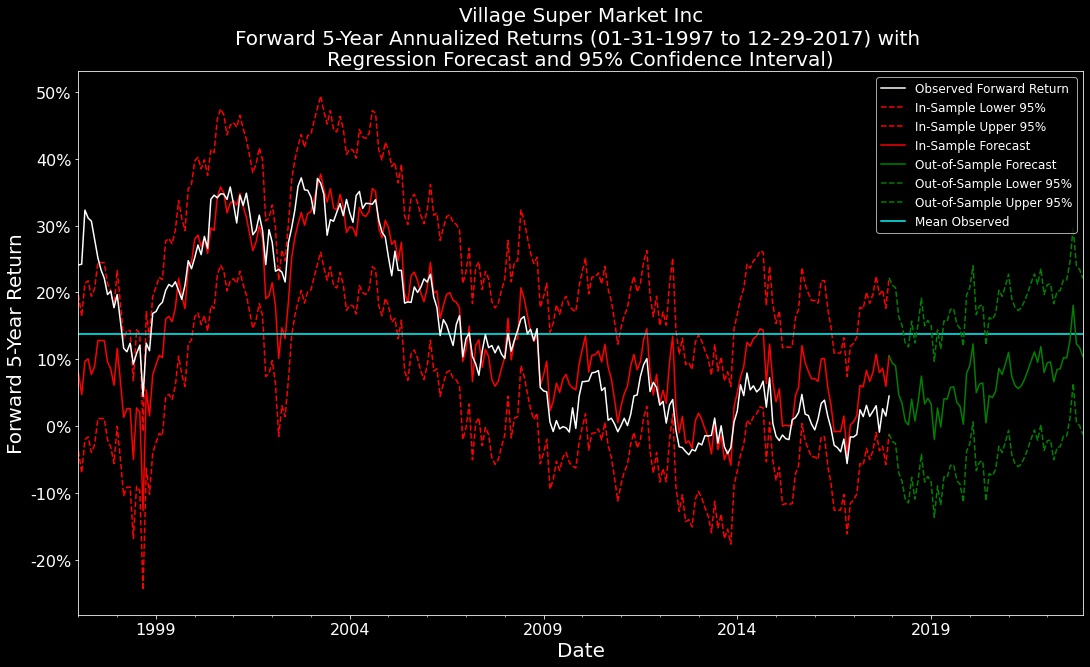 Village Super Market Inc
Forward 5-Year Annualized Returns (01-31-1997 to 12-29-2017) with
Regression Forecast and 95% Confidence Interval)
Observed Forward Return
In-Sample Lower 95%
In-Sample Upper 95%
In-Sample Forecast
Out-of-Sample Forecast
Out-of-Sample Lower 95%
Out-of-Sample Upper 95%
Mean Observed
Forward 5-Year Return
50%
40%
30%
20%
10%
0%
-10%
-20%
1999
2004
2009
2014
2019
Date